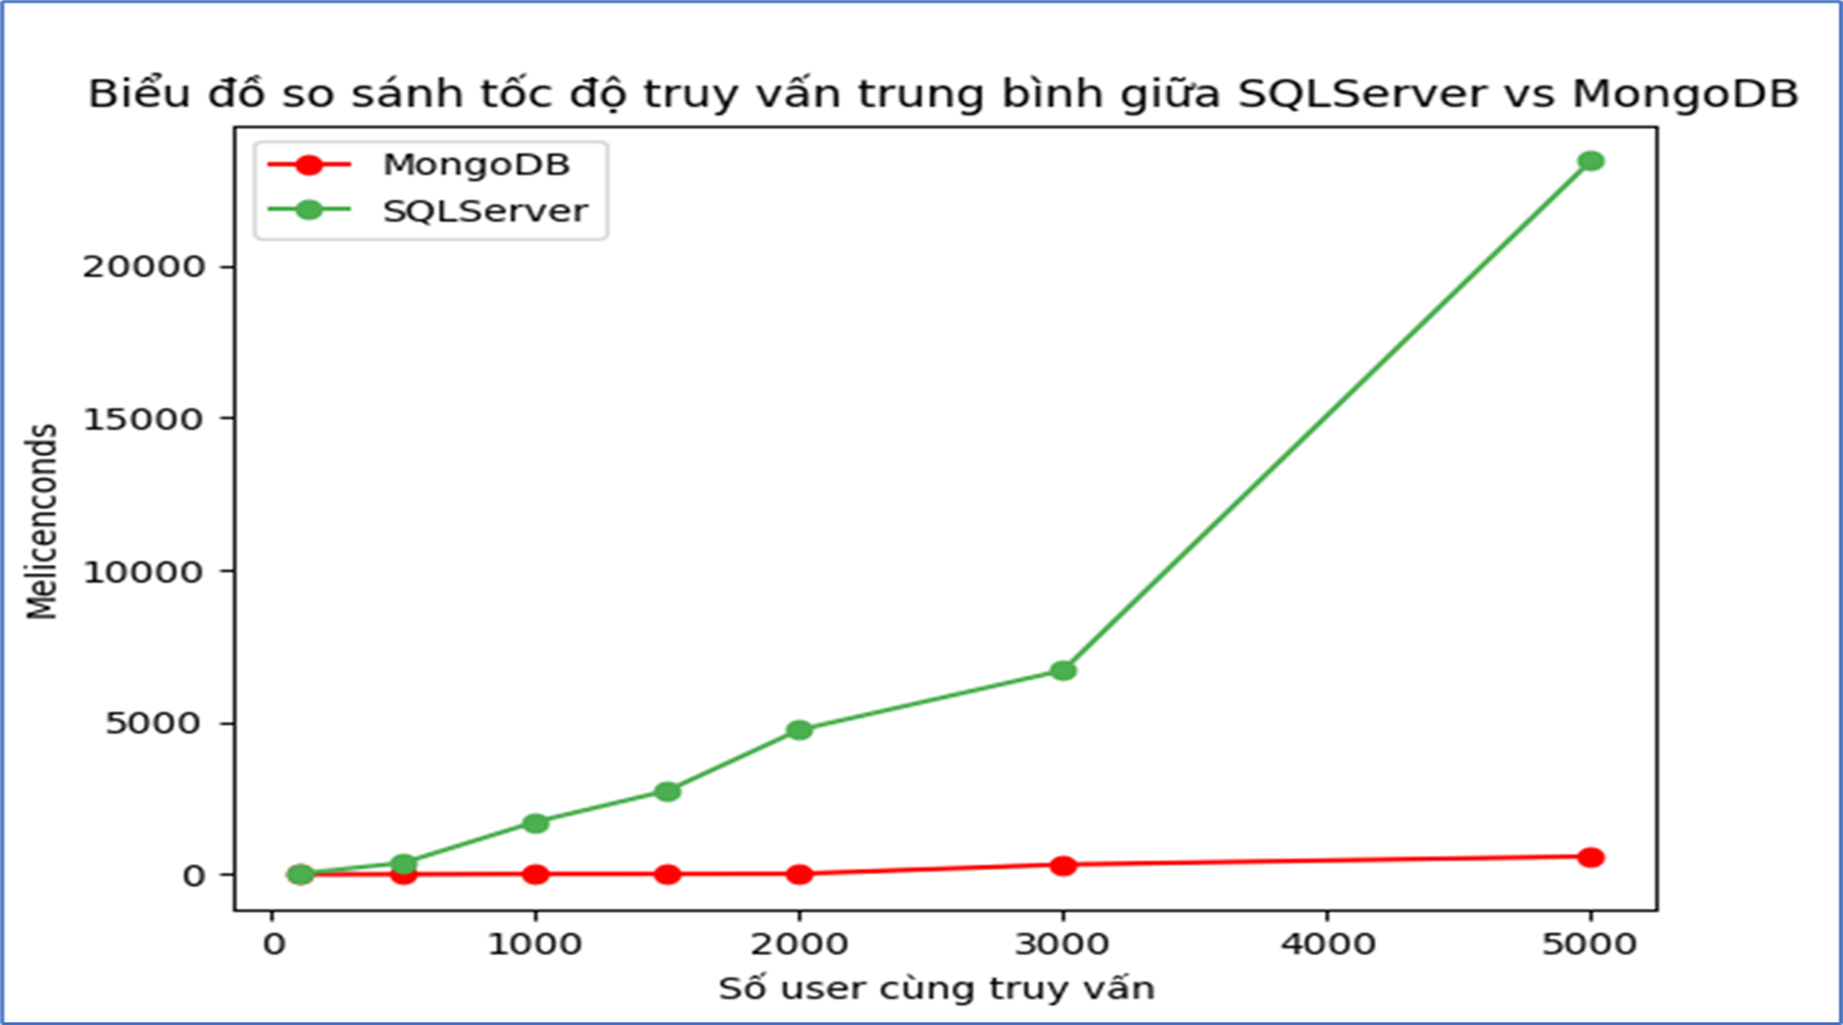 Biểu đồ so sánh tốc độ truy vấn trung bình giữa SQLServer vs MongoDB
MongoDB
SQLServer
20000
15000
10000
5000
0
Melicenconds
0 1000 2000 3000 4000 5000
Số user cùng truy vấn